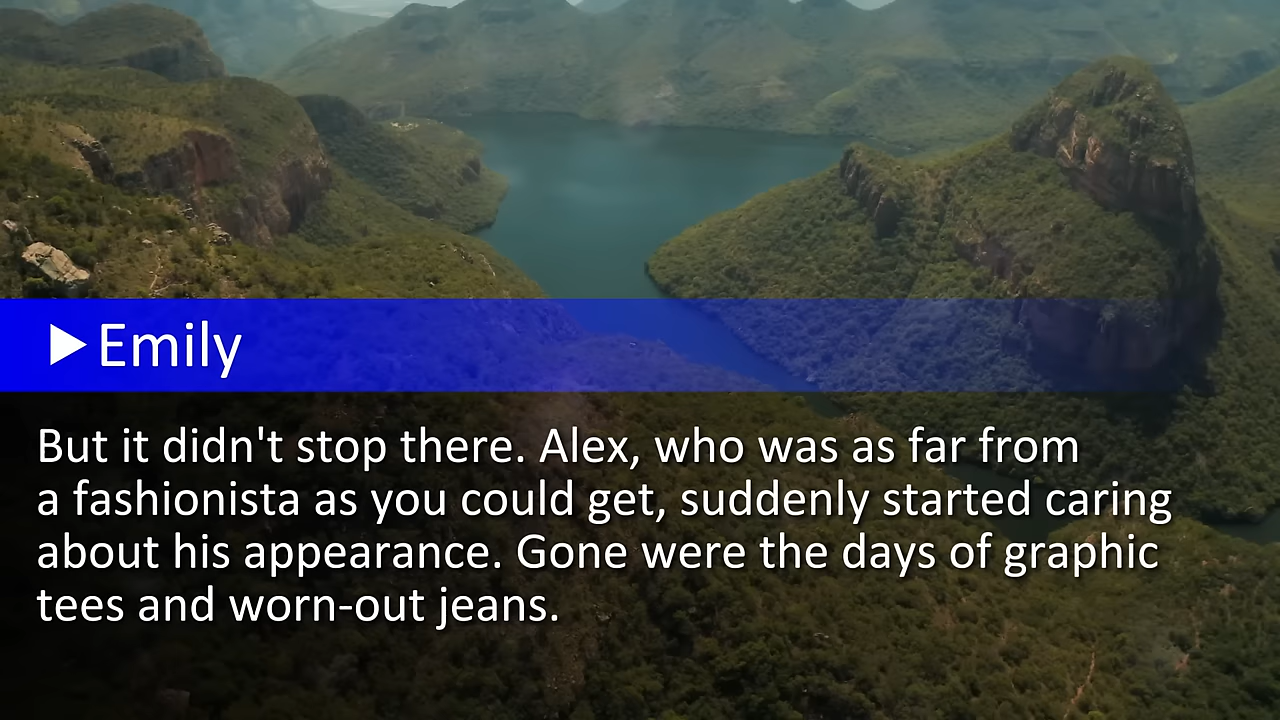 ▶Emily
But it didn't stop there. Alex, who was as far from
a fashionista as you could get, suddenly started caring
about his appearance. Gone were the days of graphic
tees and worn-out jeans.